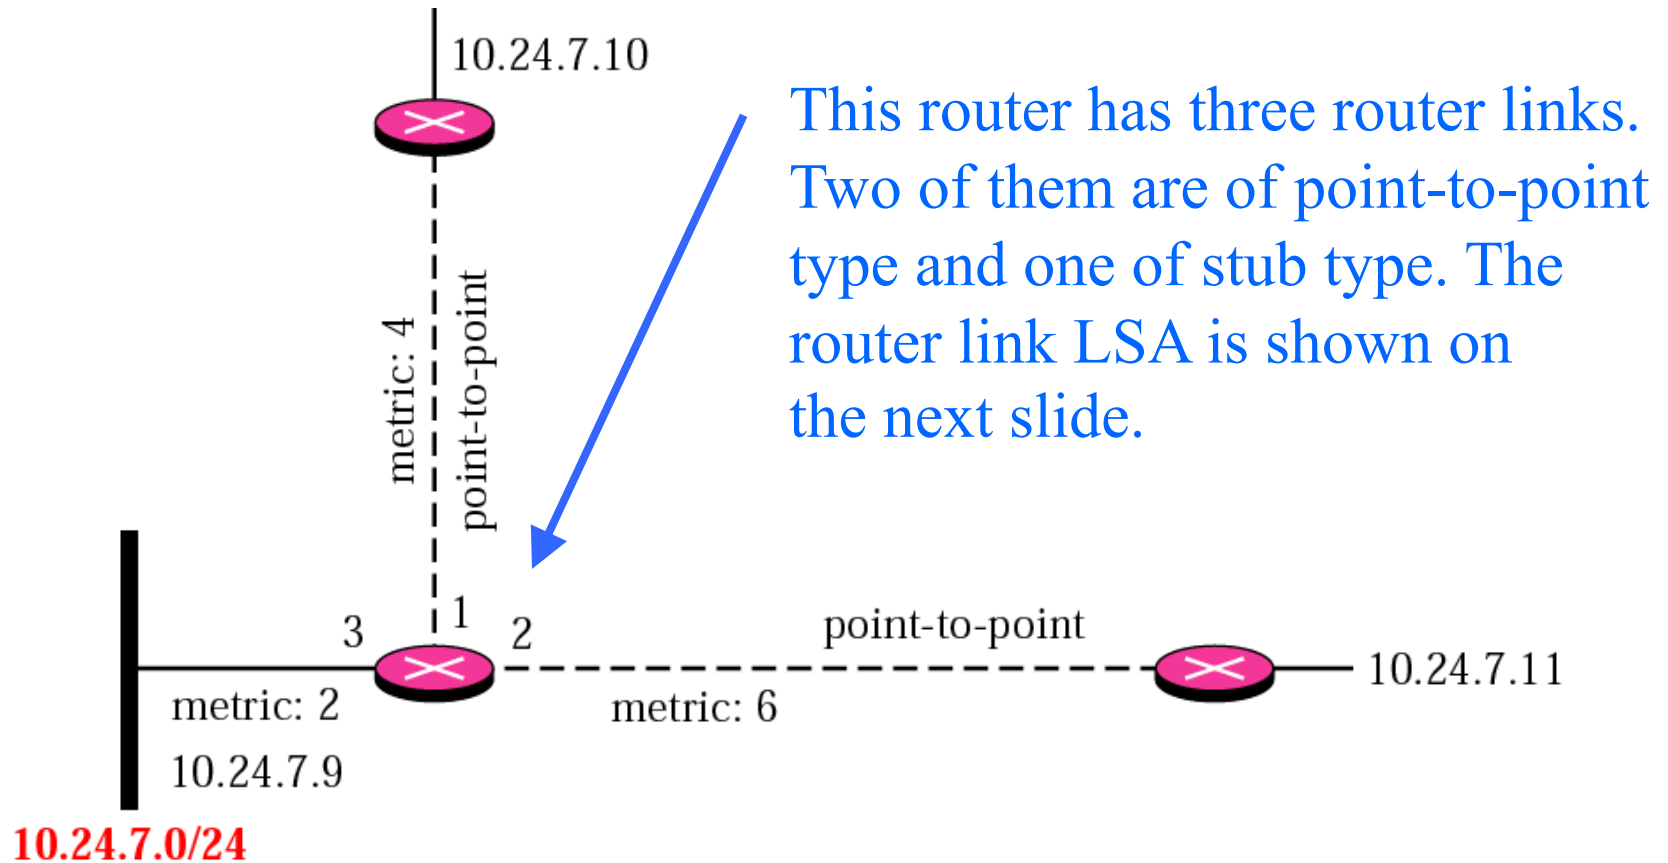 10.24.7.10
This router has three router links.
Two of them are of point-to-point
type and one of stub type. The
router link LSA is shown on
the next slide.
metric: 4
point-to-point
1
2
3
point-to-point
metric: 2
metric: 6
10.24.7.11
10.24.7.9
10.24.7.0/24